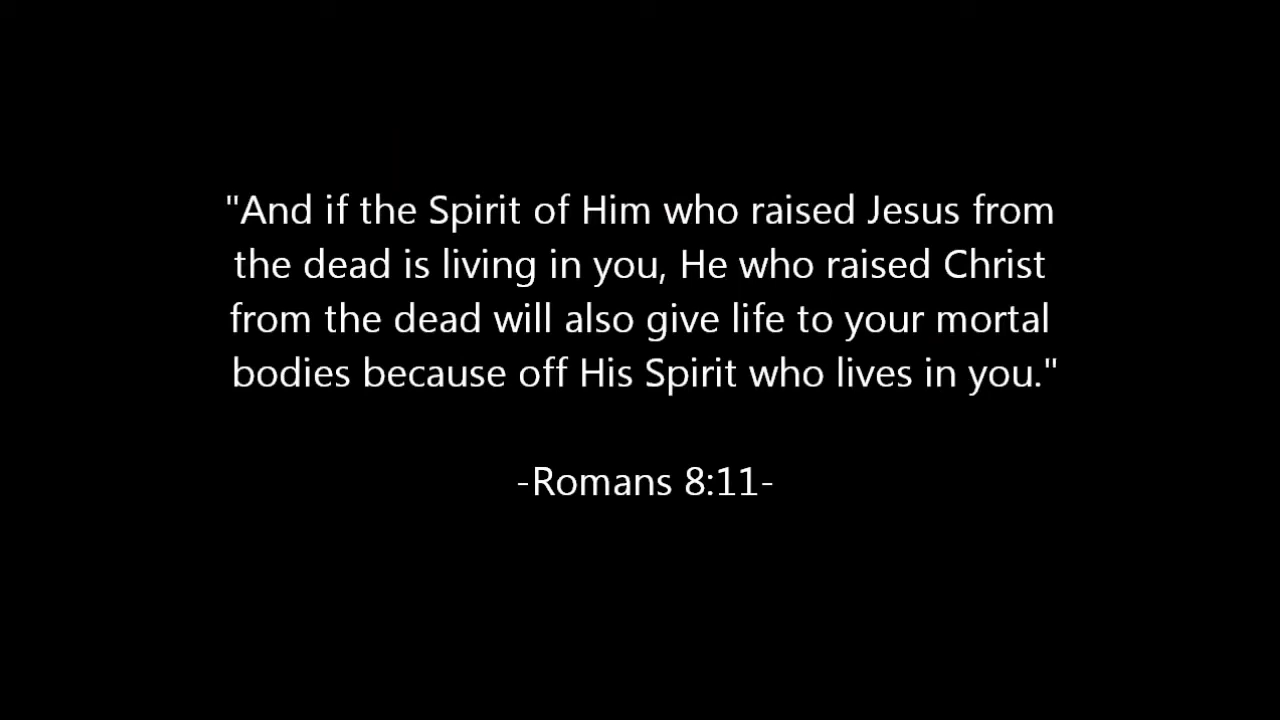 "And if the Spirit of Him who raised Jesus from
the dead is living in you, He who raised Christ
from the dead will also give life to your mortal
bodies because off His Spirit who lives in you."
-Romans 8:11-